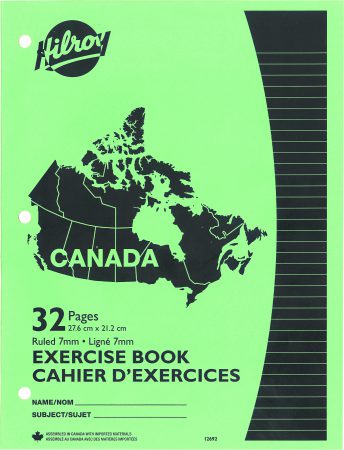 Hilroy
CANADA
32 Pages
27.6 cm x 21.2 cm
Ruled 7mm • Ligné 7mm
EXERCISE BOOK
CAHIER D'EXERCICES
NAME/NOM
SUBJECT/SUJET
ASSEMBLED IN CANADA WITH IMPORTED MATERIALS
ASSEMBLÉ AU CANADA AVEC DES MATIÈRES IMPORTÉES
12692